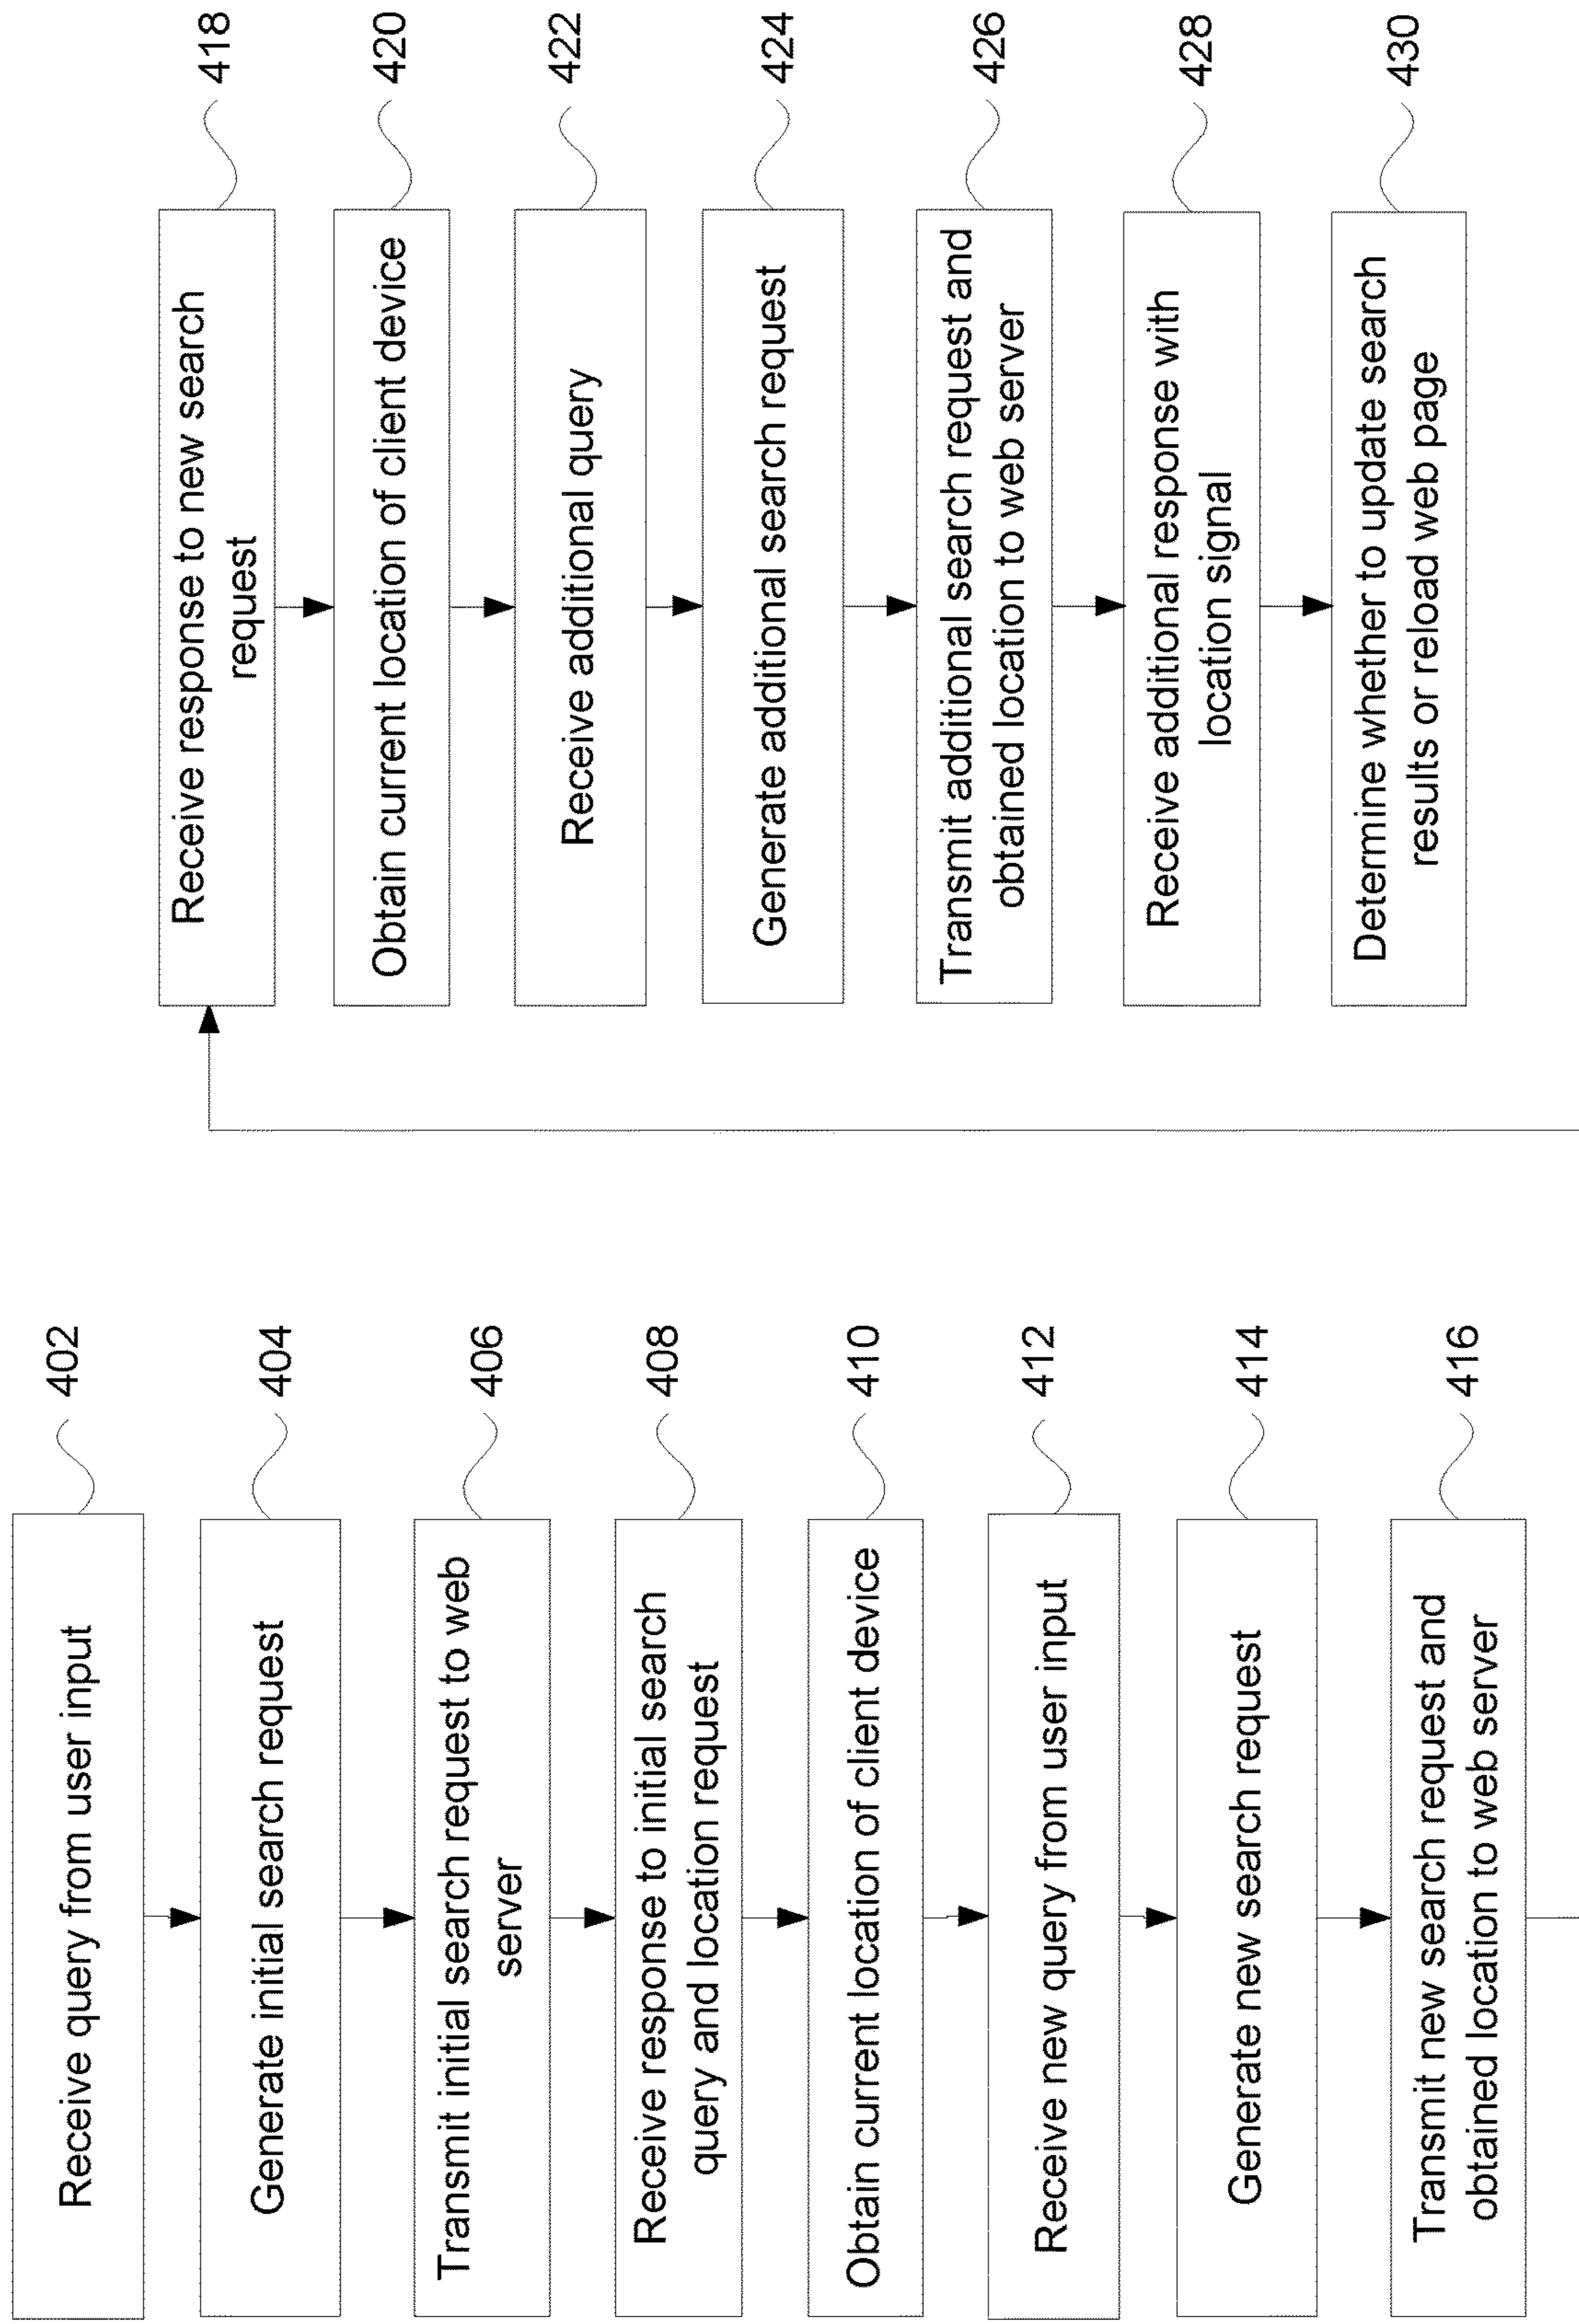 Receive query from user input
402
Generate initial search request
404
Transmit initial search request to web
server
406
Receive response to initial search
query and location request
408
Obtain current location of client device
410
Receive new query from user input
412
Generate new search request
414
Transmit new search request and
obtained location to web server
416
Receive response to new search
request
418
Obtain current location of client device
420
Receive additional query
422
Generate additional search request
424
Transmit additional search request and
obtained location to web server
426
Receive additional response with
location signal
428
Determine whether to update search
results or reload web page
430